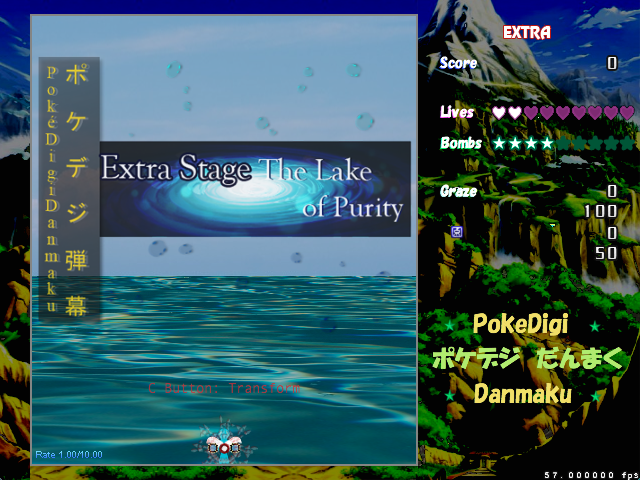 EXTRA
Score 0
Lives
Bombs
Graze 0
100
0
50
PokeDigi
ポケデジ だんまく
Danmaku
57.000000 fps
ポケデジ弾幕
PokéDigiDanmaku
Extra Stage The Lake
of Purity
C Button: Transform
Rate 1.00/10.00